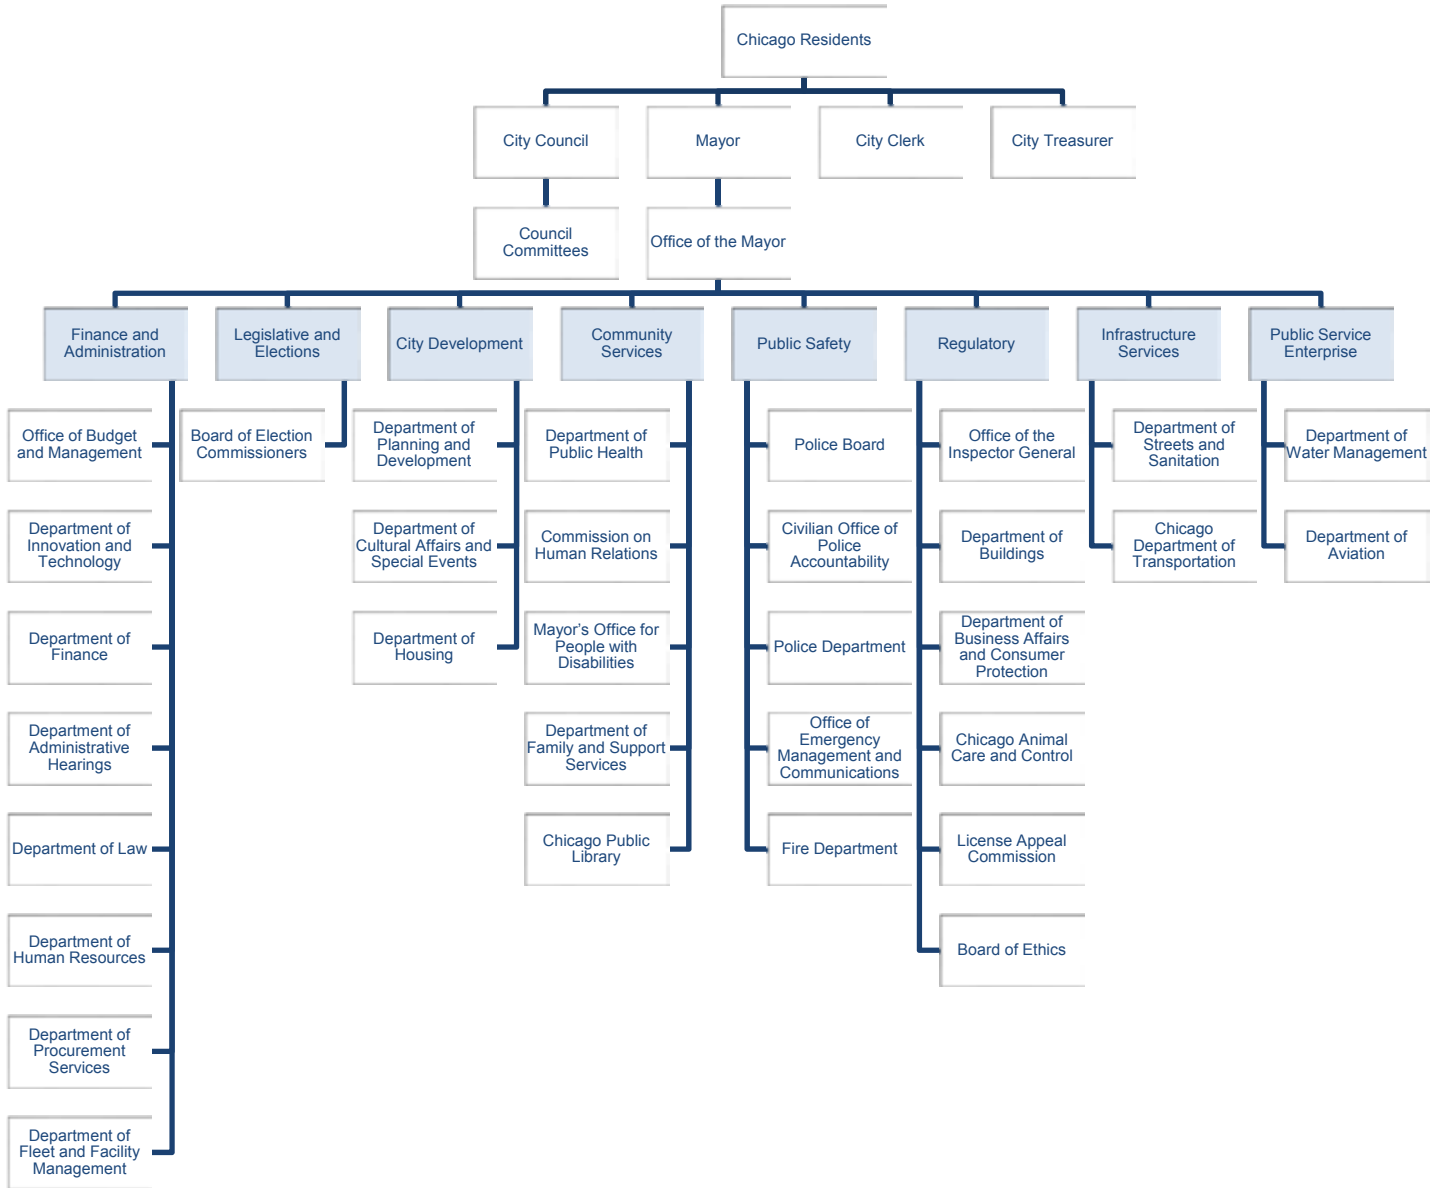 Chicago Residents
City Council
Mayor
City Clerk
City Treasurer
Council
Committees
Office of the Mayor
Finance and
Administration
Legislative and
Elections
City Development
Community
Services
Public Safety
Regulatory
Infrastructure
Services
Public Service
Enterprise
Office of Budget
and Management
Department of
Innovation and
Technology
Department of
Finance
Department of
Administrative
Hearings
Department of Law
Department of
Human Resources
Department of
Procurement
Services
Department of
Fleet and Facility
Management
Board of Election
Commissioners
Department of
Planning and
Development
Department of
Cultural Affairs and
Special Events
Department of
Housing
Department of
Public Health
Commission on
Human Relations
Mayor’s Office for
People with
Disabilities
Department of
Family and Support
Services
Chicago Public
Library
Police Board
Civilian Office of
Police
Accountability
Police Department
Office of
Emergency
Management and
Communications
Fire Department
Office of the
Inspector General
Department of
Buildings
Department of
Business Affairs
and Consumer
Protection
Chicago Animal
Care and Control
License Appeal
Commission
Board of Ethics
Department of
Streets and
Sanitation
Chicago
Department of
Transportation
Department of
Water Management
Department of
Aviation